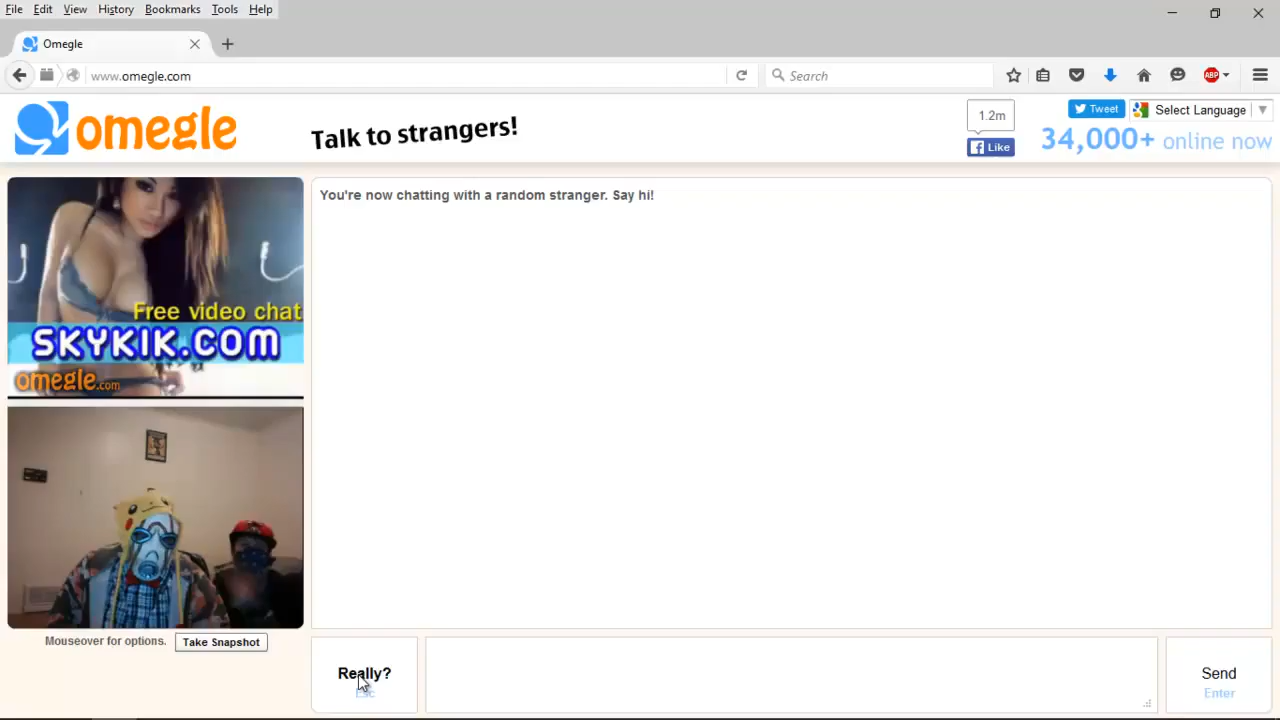 File Edit View History Bookmarks Tools Help
Omegle
www.omegle.com
Search
ABP
omegle
Talk to strangers!
1.2m
Like
Tweet
Select Language
34,000+ online now
You're now chatting with a random stranger. Say hi!
Free video chat
SKYKIK.COM
omegle.com
Mouseover for options.
Take Snapshot
Really?
Esc
Send
Enter